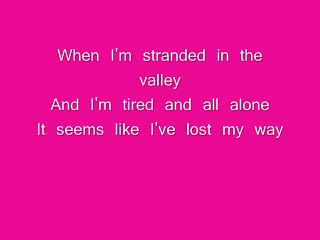 When I'm stranded in the
valley
And I'm tired and all alone
It seems like I've lost my way